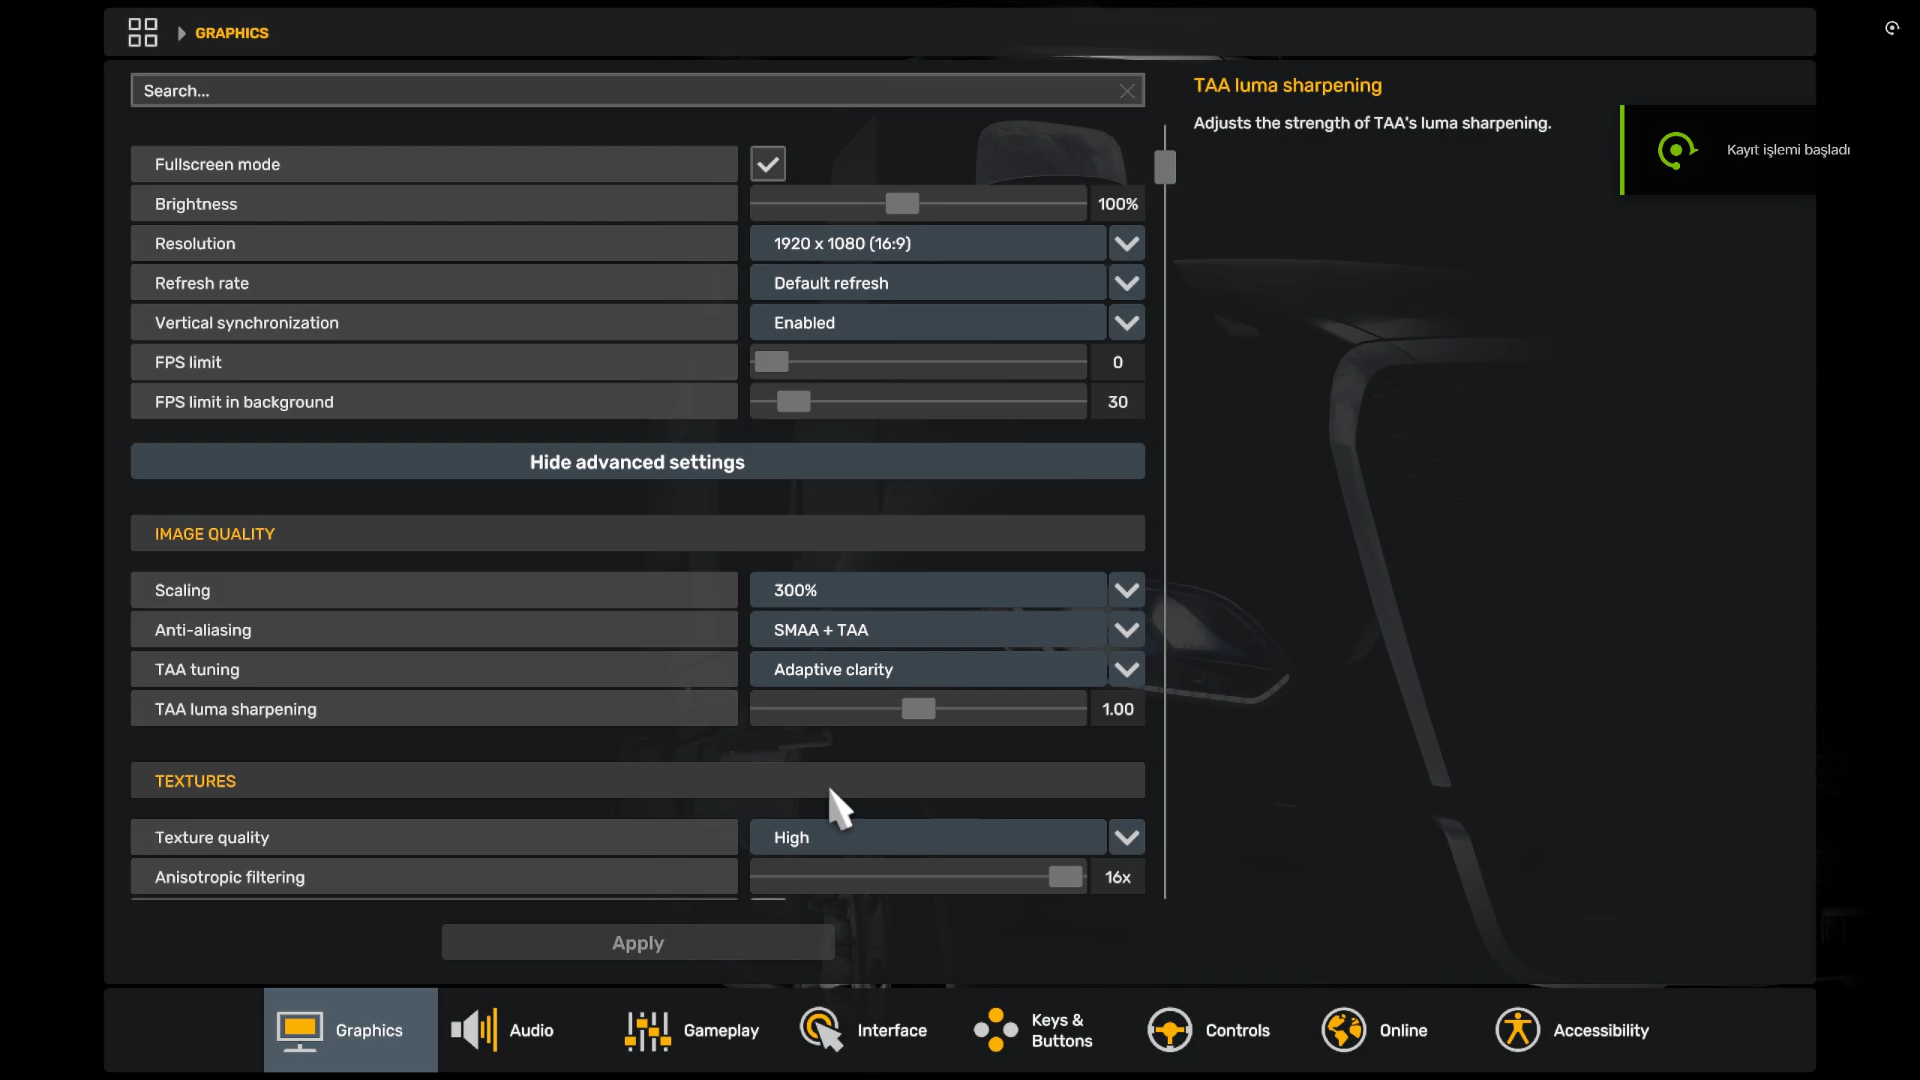 GRAPHICS
Search...
Fullscreen mode
Brightness 100%
Resolution 1920 x 1080 (16:9)
Refresh rate Default refresh
Vertical synchronization Enabled
FPS limit 0
FPS limit in background 30
Hide advanced settings
IMAGE QUALITY
Scaling 300%
Anti-aliasing SMAA + TAA
TAA tuning Adaptive clarity
TAA luma sharpening 1.00
TEXTURES
Texture quality High
Anisotropic filtering 16x
Apply
TAA luma sharpening
Adjusts the strength of TAA's luma sharpening.
Kayıt işlemi başladı
Graphics
Audio
Gameplay
Interface
Keys &
Buttons
Controls
Online
Accessibility